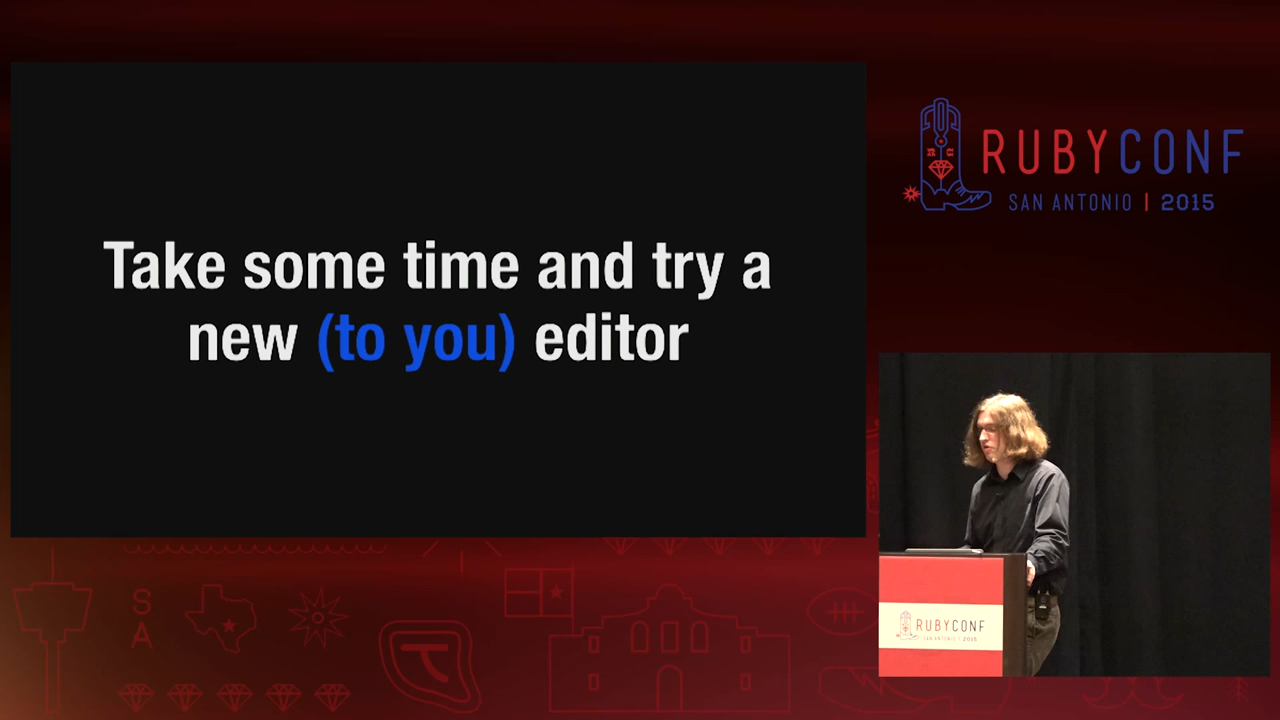 Take some time and try a
new (to you) editor
RUBYCONF
SAN ANTONIO | 2015
RUBYCONF
SAN ANTONIO | 2015
S
A